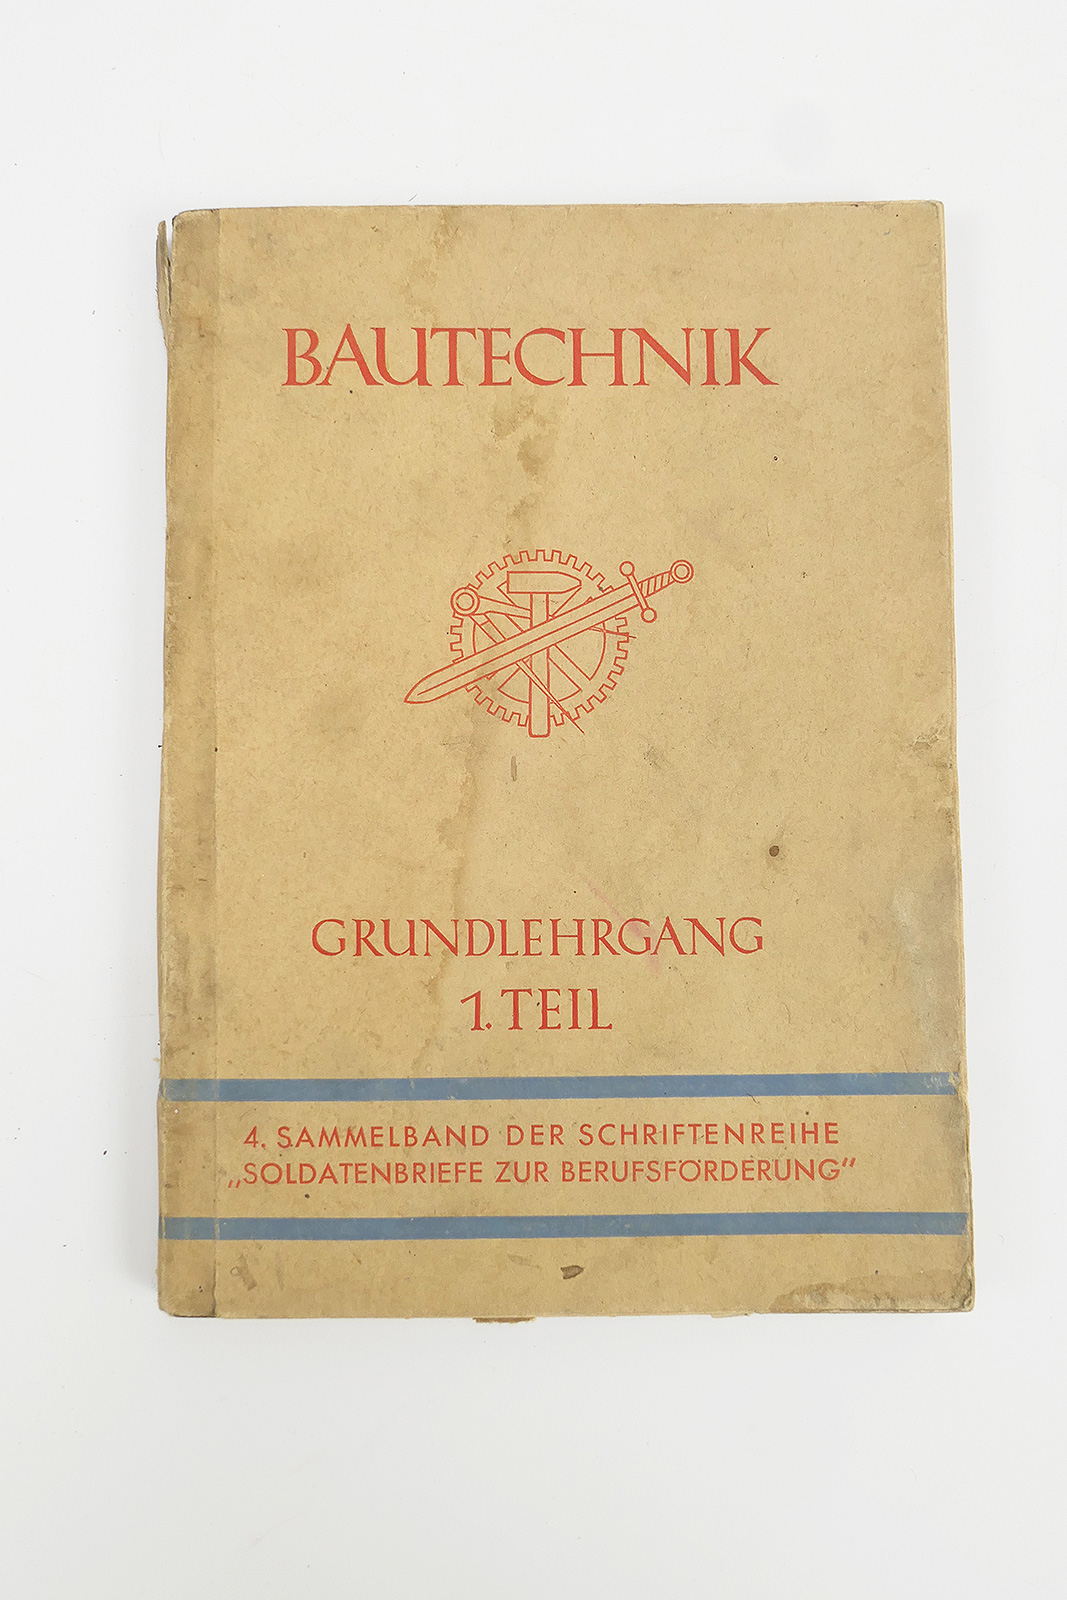 BAUTECHNIK
GRUNDLEHRGANG
1. TEIL
4. SAMMELBAND DER SCHRIFTENREIHE
„SOLDATENBRIEFE ZUR BERUFSFÖRDERUNG"